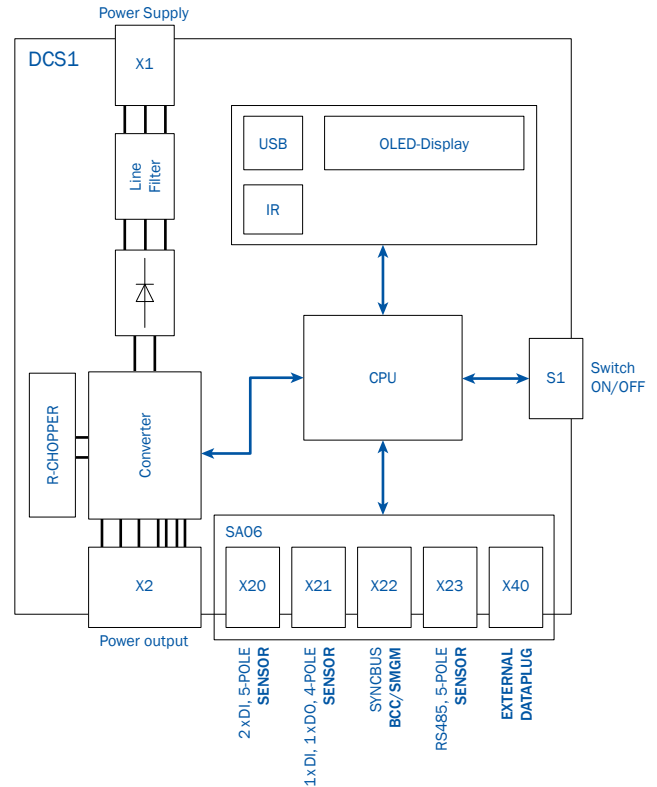 Power Supply
DCS1
X1
Line
Filter
USB
OLED-Display
IR
CPU
S1
Switch
ON/OFF
R-CHOPPER
Converter
SA06
X2
X20
X21
X22
X23
X40
Power output
2 x DI, 5-POLE
SENSOR
1 x DI, 1 x DO, 4-POLE
SENSOR
SYNCBUS
BCC/SMGM
RS485, 5-POLE
SENSOR
EXTERNAL
DATAPLUG